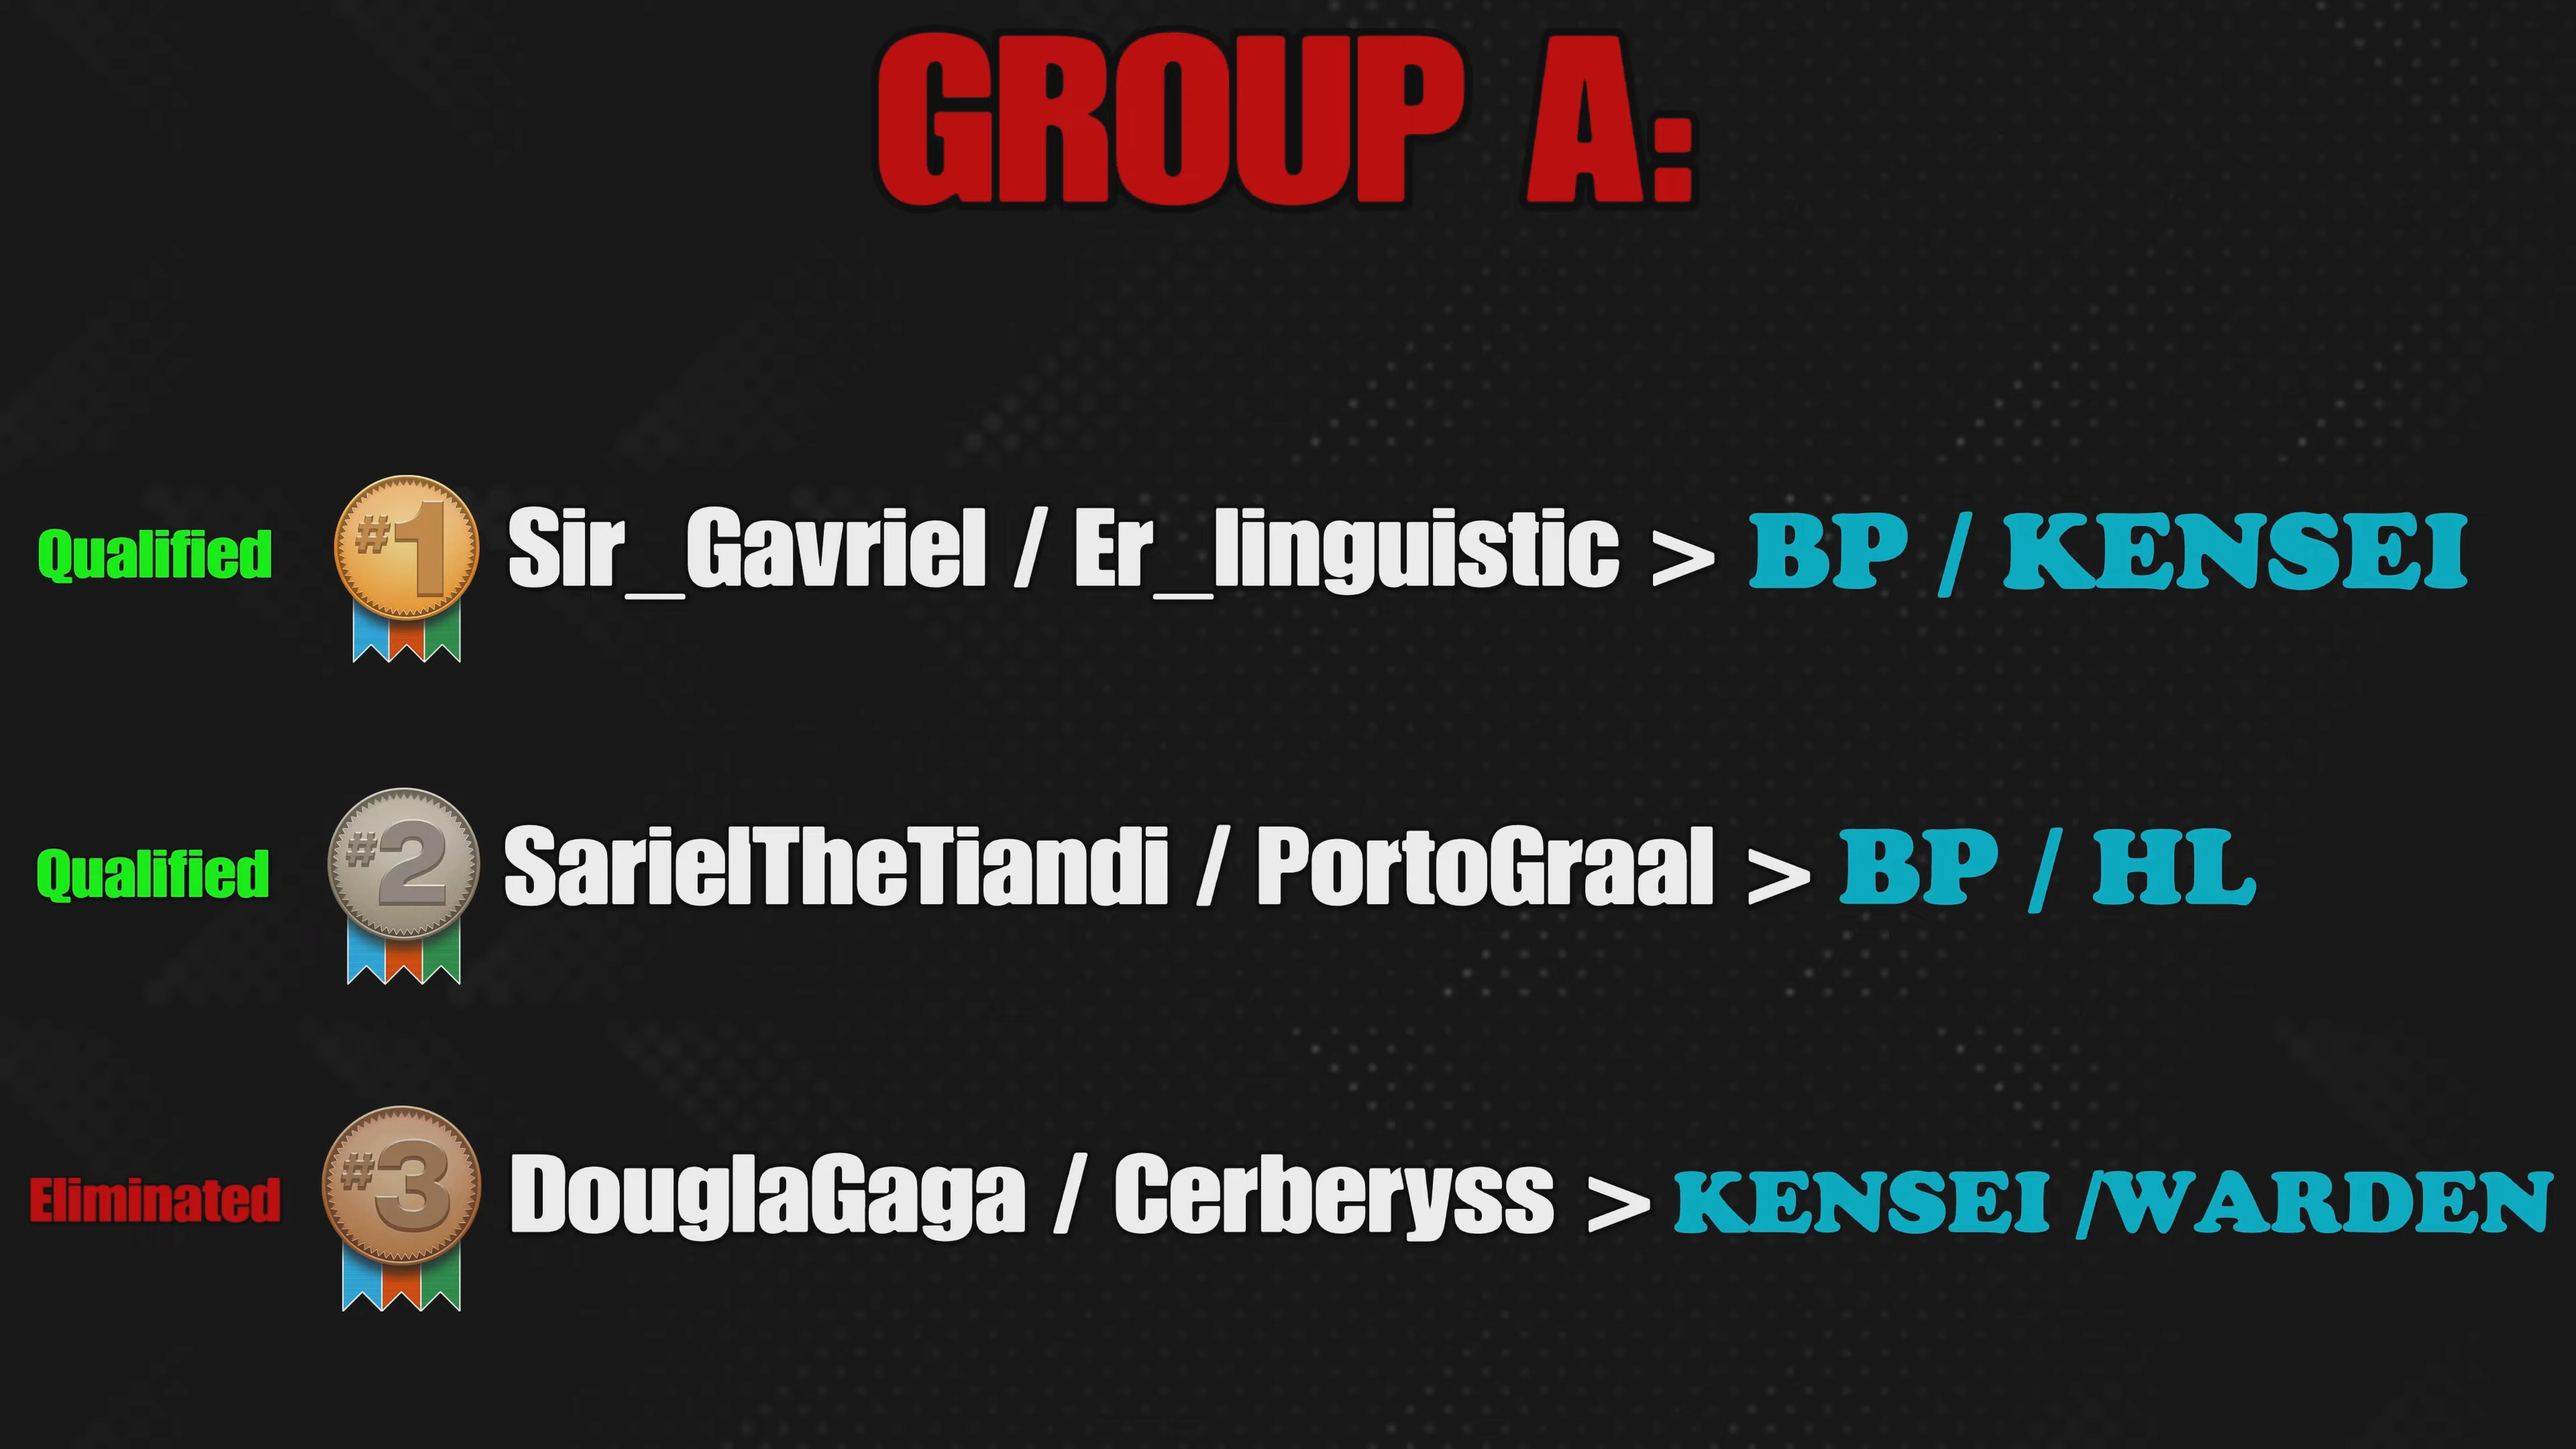 GROUP A:
Qualified #1 Sir_Gavriel / Er_linguistic > BP / KENSEI
Qualified #2 SarielTheTiandi / PortoGraal > BP / HL
Eliminated #3 DouglaGaga / Cerberyss > KENSEI /WARDEN